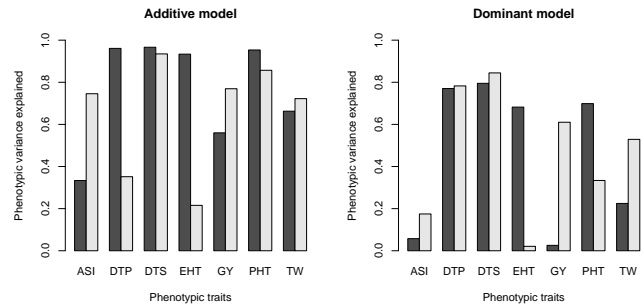 Additive model
Phenotypic variance explained
1.0
0.8
0.6
0.4
0.2
0.0
ASI DTP DTS EHT GY PHT TW
Phenotypic traits
Dominant model
Phenotypic variance explained
1.0
0.8
0.6
0.4
0.2
0.0
ASI DTP DTS EHT GY PHT TW
Phenotypic traits